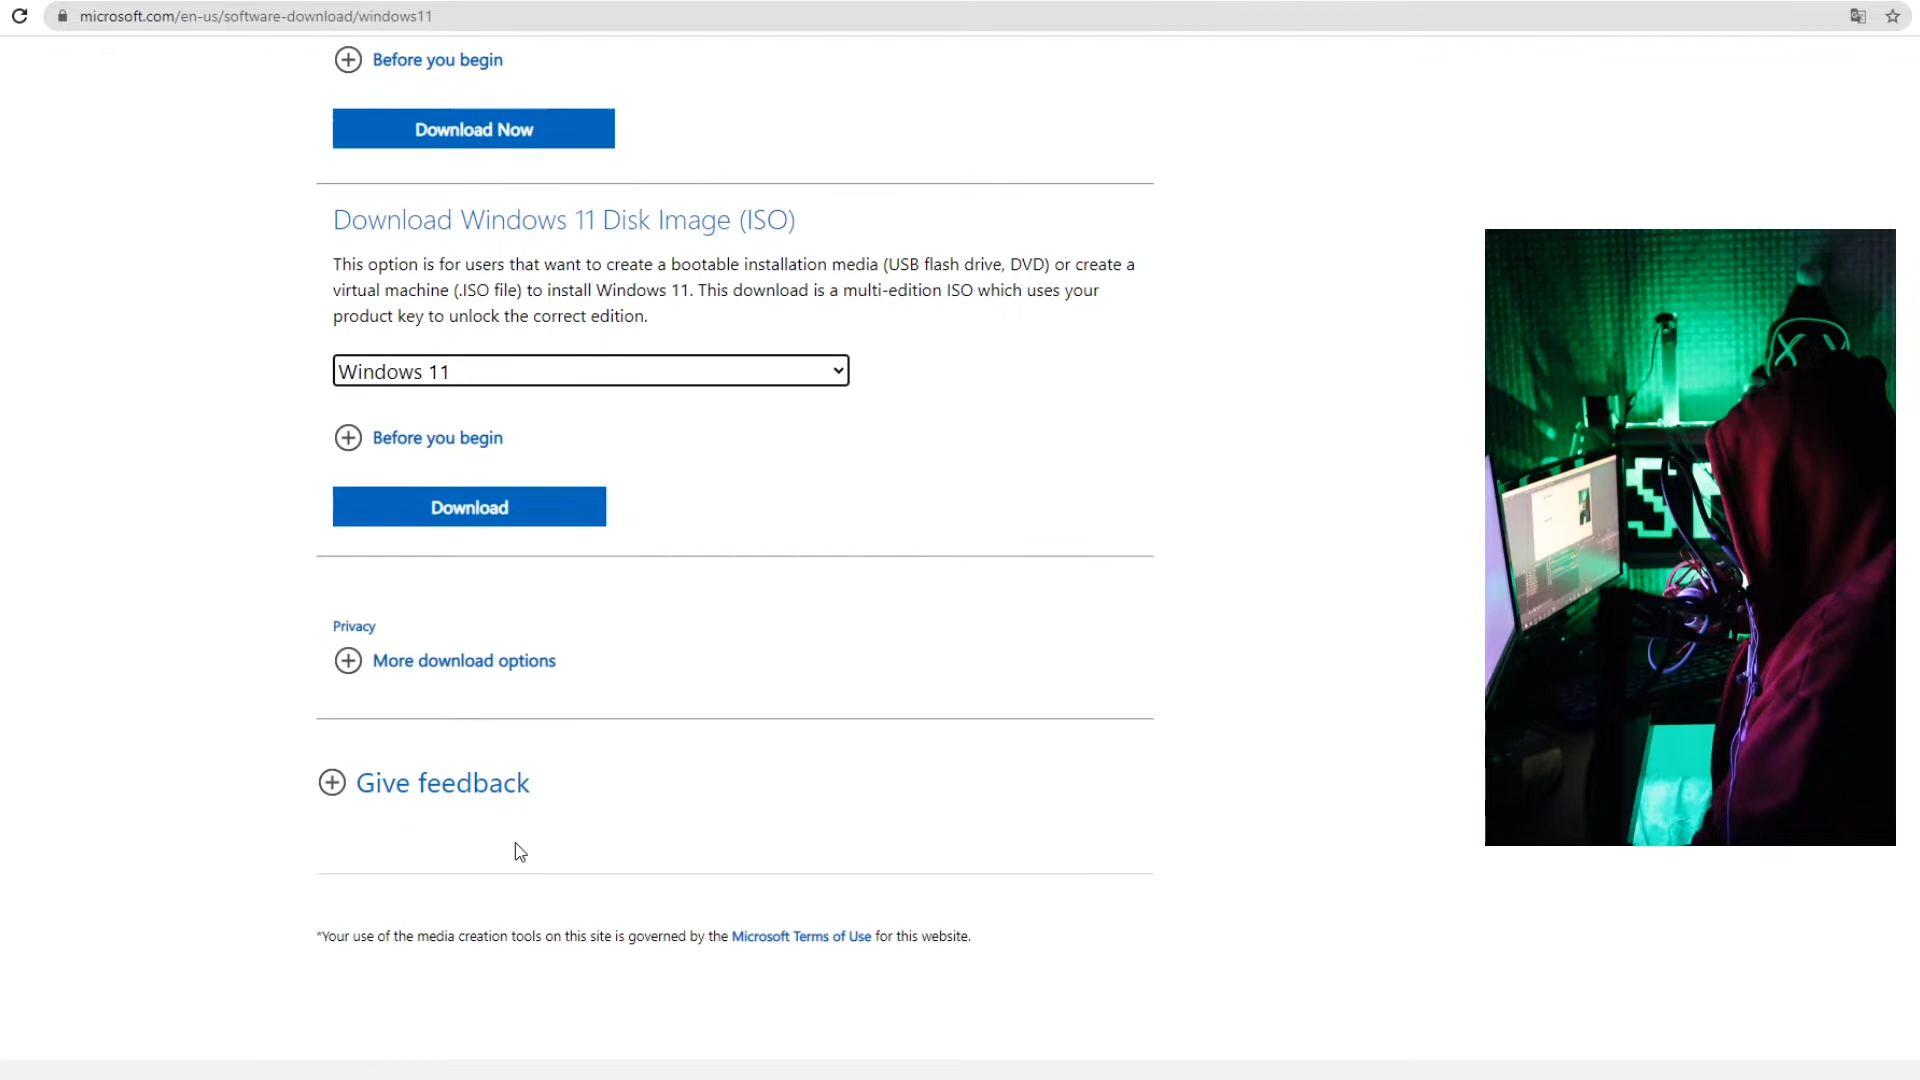 microsoft.com/en-us/software-download/windows11
Before you begin
Download Now
Download Windows 11 Disk Image (ISO)
This option is for users that want to create a bootable installation media (USB flash drive, DVD) or create a
virtual machine (.ISO file) to install Windows 11. This download is a multi-edition ISO which uses your
product key to unlock the correct edition.
Windows 11
Before you begin
Download
Privacy
More download options
Give feedback
*Your use of the media creation tools on this site is governed by the Microsoft Terms of Use for this website.